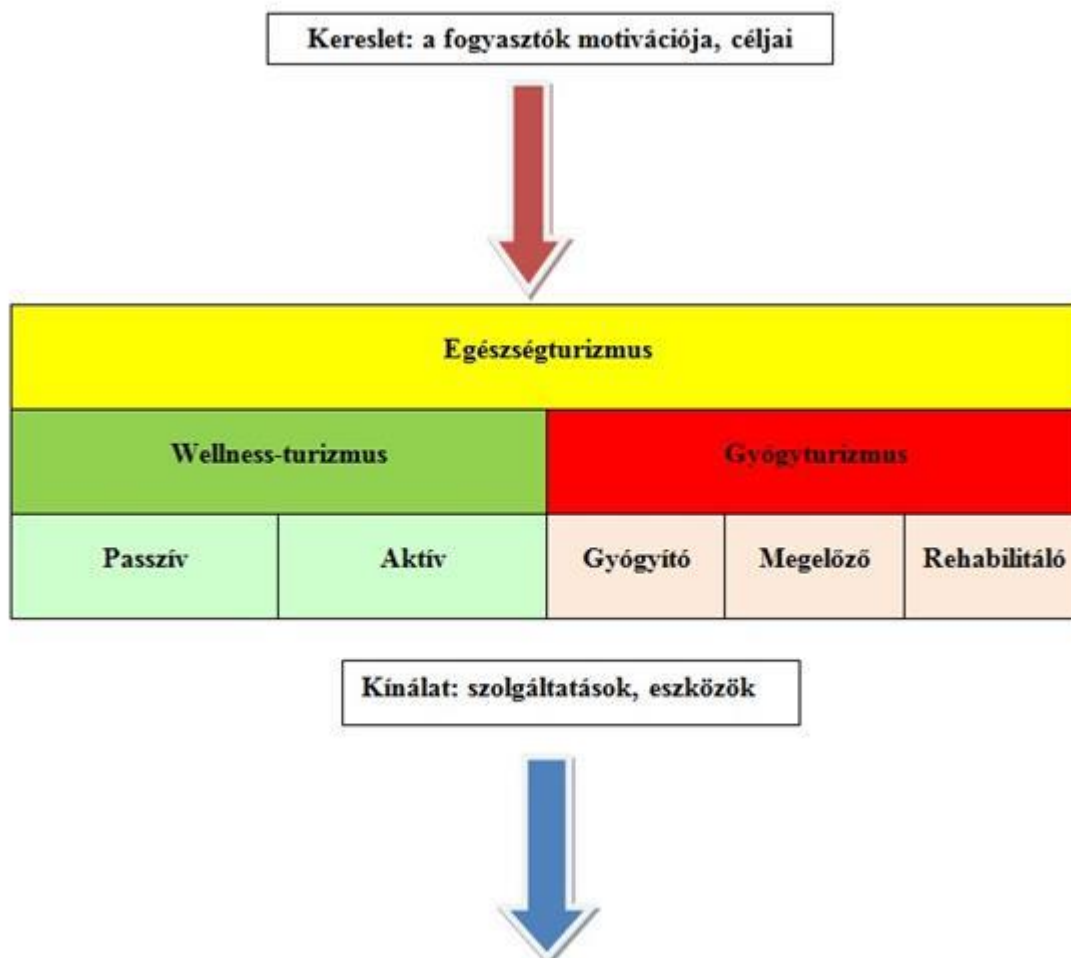 Kereslet: a fogyasztók motivációja, céljai
Egészségturizmus
Wellness-turizmus
Gyógyturizmus
Passzív
Aktív
Gyógyító
Megelőző
Rehabilitáló
Kínálat: szolgáltatások, eszközök